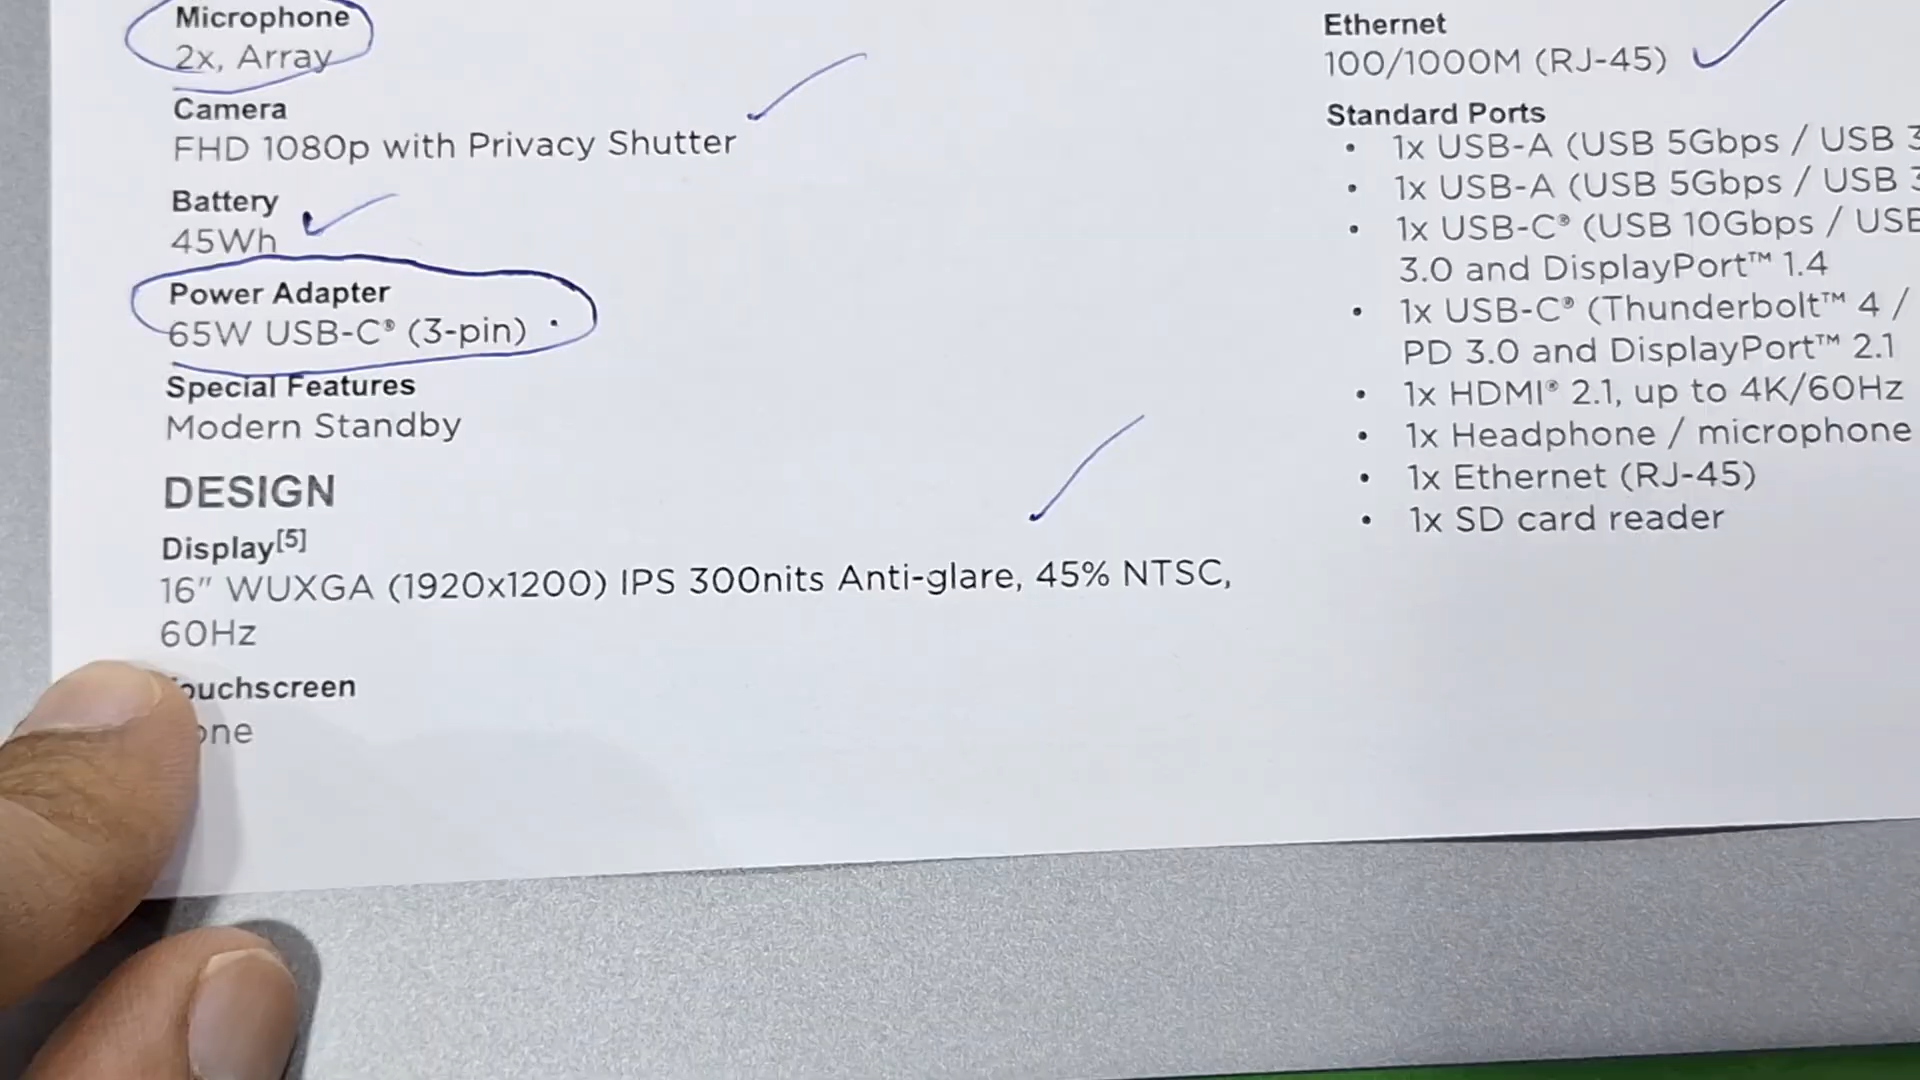 Microphone
2x, Array
Camera
FHD 1080p with Privacy Shutter
Battery
45Wh
Power Adapter
65W USB-C® (3-pin)
Special Features
Modern Standby
DESIGN
Display[5]
16” WUXGA (1920x1200) IPS 300nits Anti-glare, 45% NTSC,
60Hz
ouchscreen
one
Ethernet
100/1000M (RJ-45)
Standard Ports
• 1x USB-A (USB 5Gbps / USB 3
• 1x USB-A (USB 5Gbps / USB 3
• 1x USB-C® (USB 10Gbps / USB
3.0 and DisplayPort™ 1.4
• 1x USB-C® (Thunderbolt™ 4 /
PD 3.0 and DisplayPort™ 2.1
• 1x HDMI® 2.1, up to 4K/60Hz
• 1x Headphone / microphone
• 1x Ethernet (RJ-45)
• 1x SD card reader